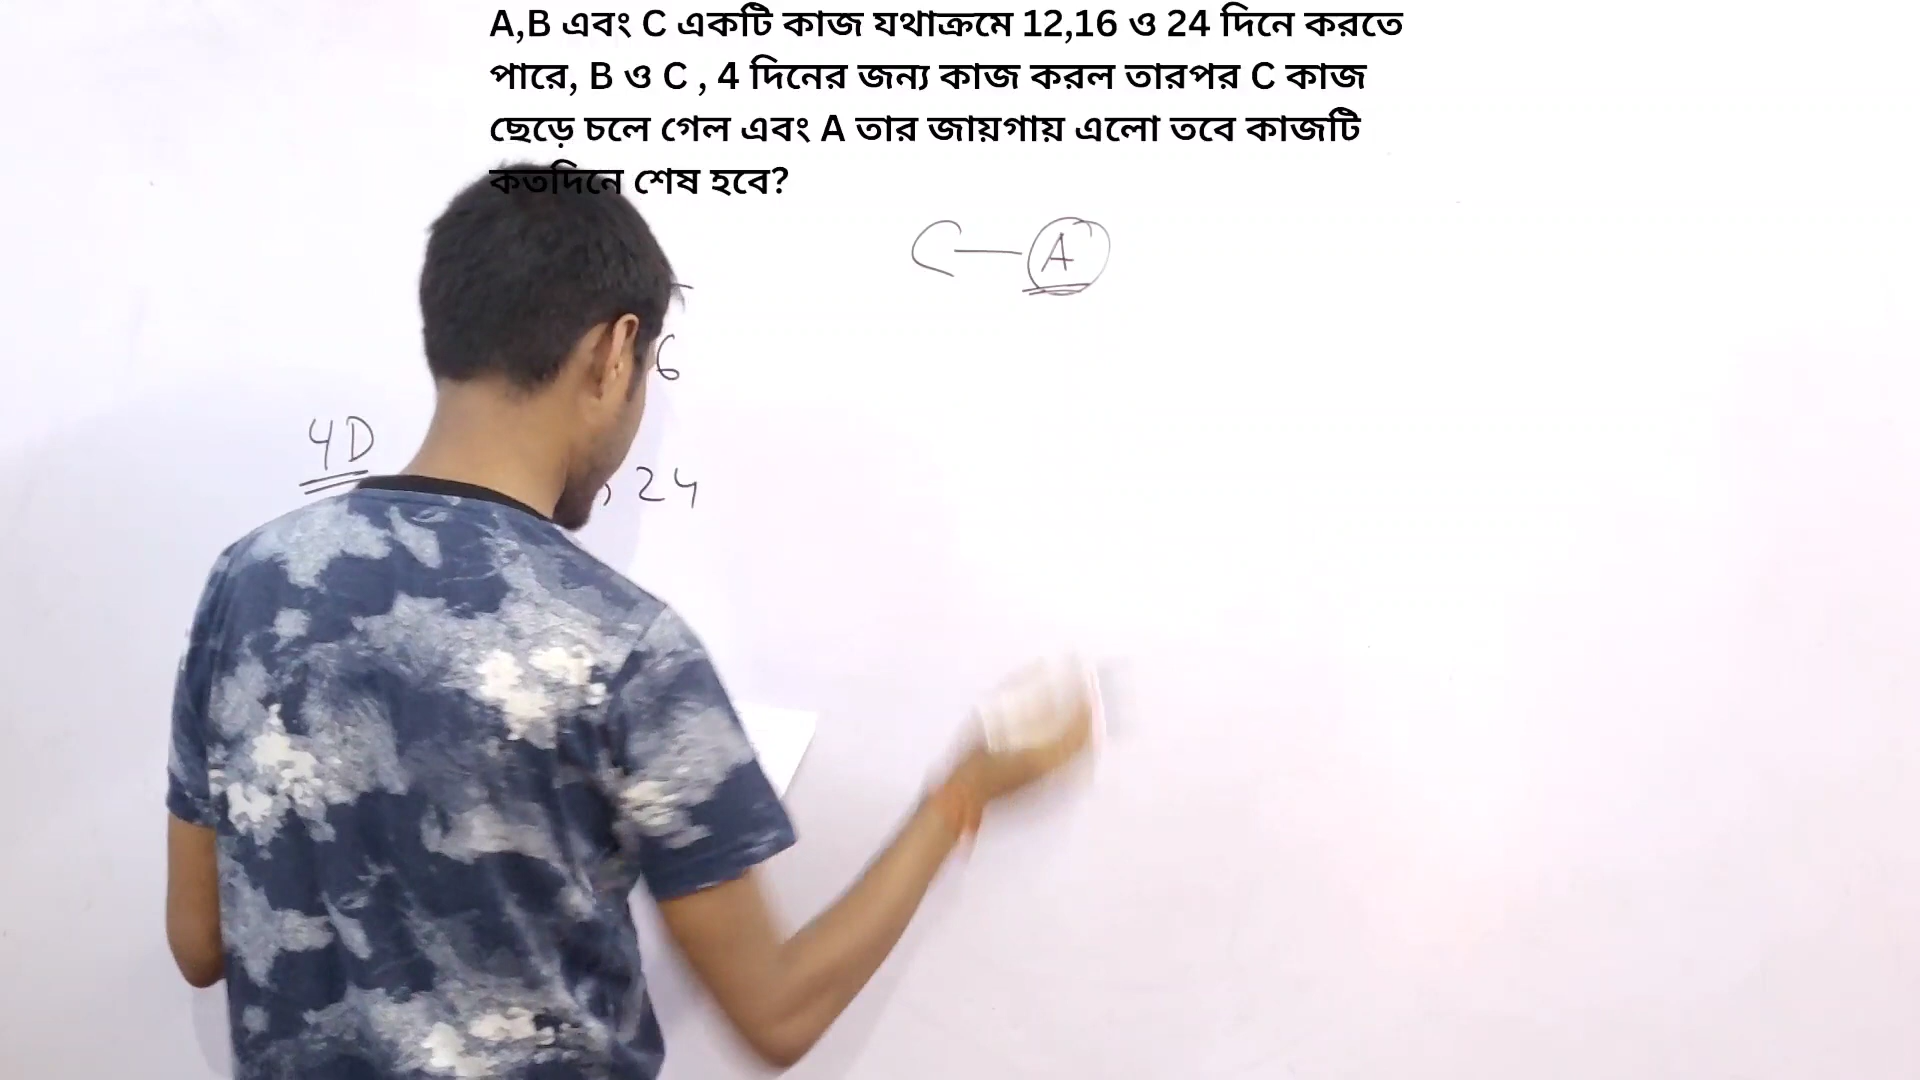 A,B এবং C একটি কাজ যথাক্রমে 12,16 ও 24 দিনে করতে
পারে, B ও C , 4 দিনের জন্য কাজ করল তারপর C কাজ
ছেড়ে চলে গেল এবং A তার জায়গায় এলো তবে কাজটি
কতদিনে শেষ হবে?
C — A
6
4D
, 24